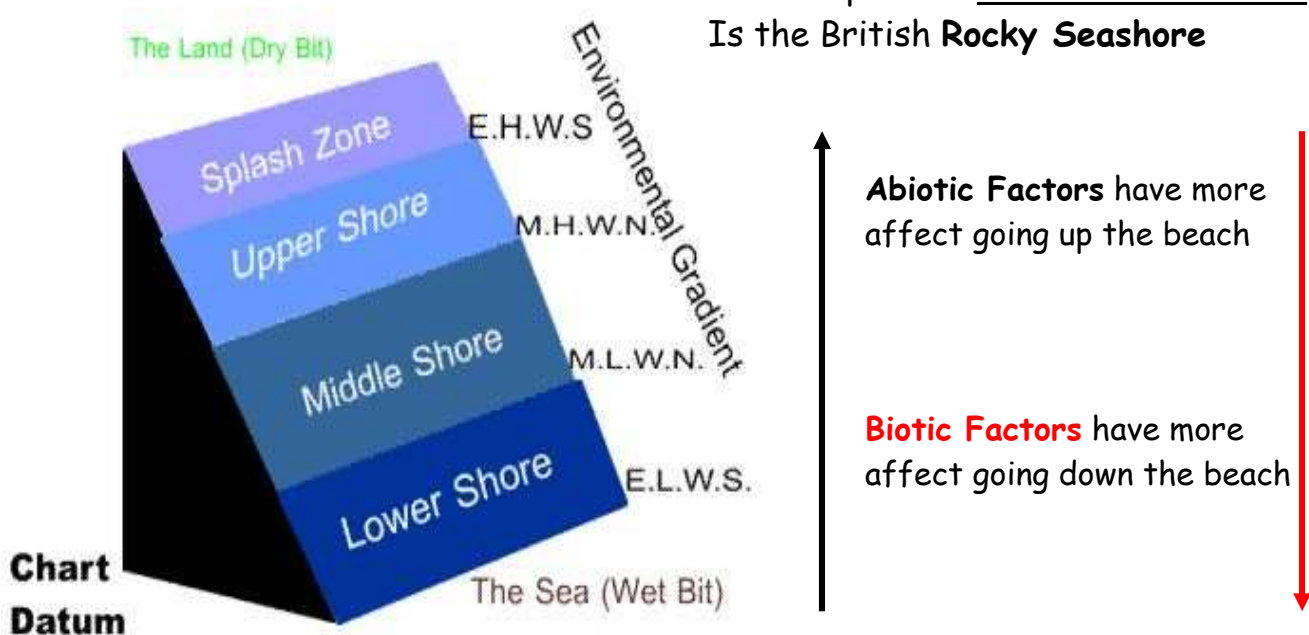 Is the British Rocky Seashore
The Land (Dry Bit)
Environmental Gradient
Splash Zone
E.H.W.S
Upper Shore
M.H.W.N.
Middle Shore
M.L.W.N.
Lower Shore
E.L.W.S.
The Sea (Wet Bit)
Chart
Datum
Abiotic Factors have more
affect going up the beach
Biotic Factors have more
affect going down the beach